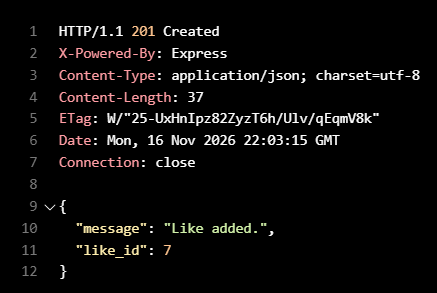 1 HTTP/1.1 201 Created
2 X-Powered-By: Express
3 Content-Type: application/json; charset=utf-8
4 Content-Length: 37
5 ETag: W/"25-UxHnIpz82ZyzT6h/Ulv/qEqmV8k"
6 Date: Mon, 16 Nov 2026 22:03:15 GMT
7 Connection: close
8
9 {
10 "message": "Like added.",
11 "like_id": 7
12 }